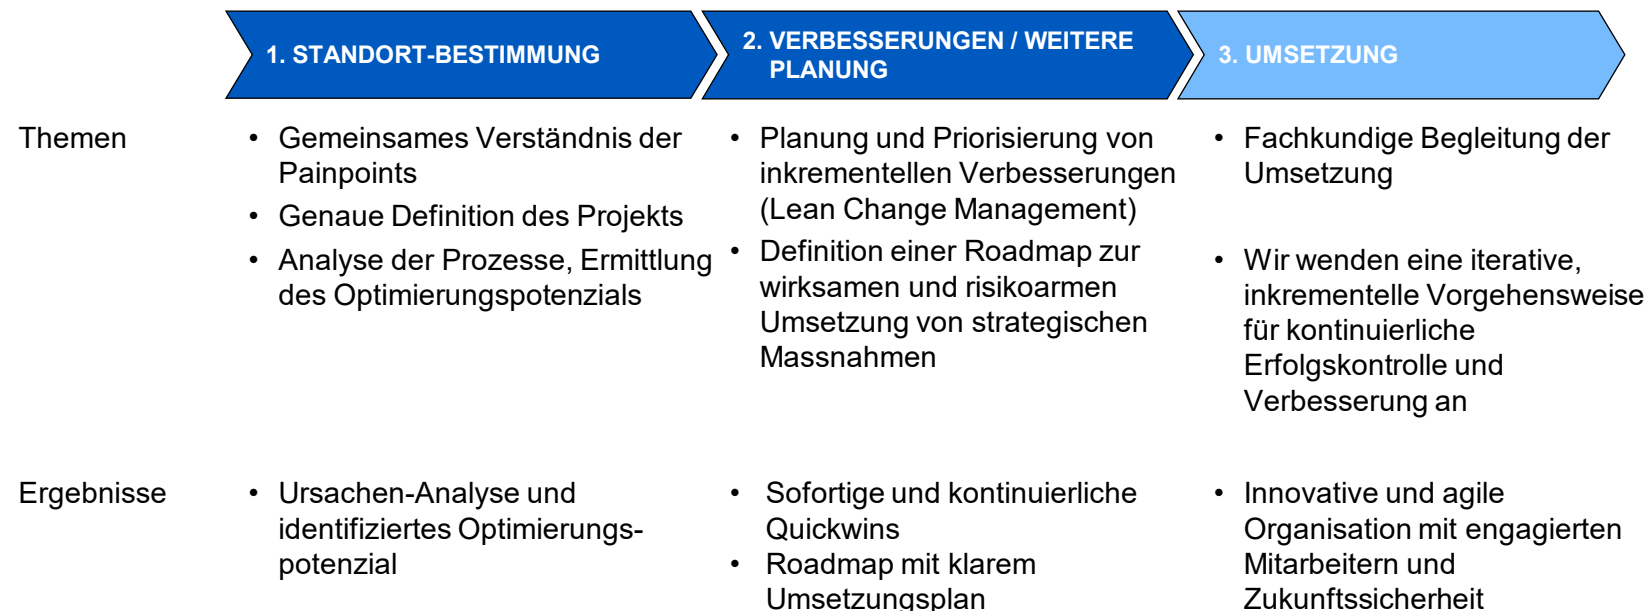 1. STANDORT-BESTIMMUNG
2. VERBESSERUNGEN / WEITERE
PLANUNG
3. UMSETZUNG
Themen
• Gemeinsames Verständnis der
Painpoints
• Genaue Definition des Projekts
• Analyse der Prozesse, Ermittlung
des Optimierungspotenzials
• Planung und Priorisierung von
inkrementellen Verbesserungen
(Lean Change Management)
• Definition einer Roadmap zur
wirksamen und risikoarmen
Umsetzung von strategischen
Massnahmen
• Fachkundige Begleitung der
Umsetzung
• Wir wenden eine iterative,
inkrementelle Vorgehensweise
für kontinuierliche
Erfolgskontrolle und
Verbesserung an
Ergebnisse
• Ursachen-Analyse und
identifiziertes Optimierungs-
potenzial
• Sofortige und kontinuierliche
Quickwins
• Roadmap mit klarem
Umsetzungsplan
• Innovative und agile
Organisation mit engagierten
Mitarbeitern und
Zukunftssicherheit